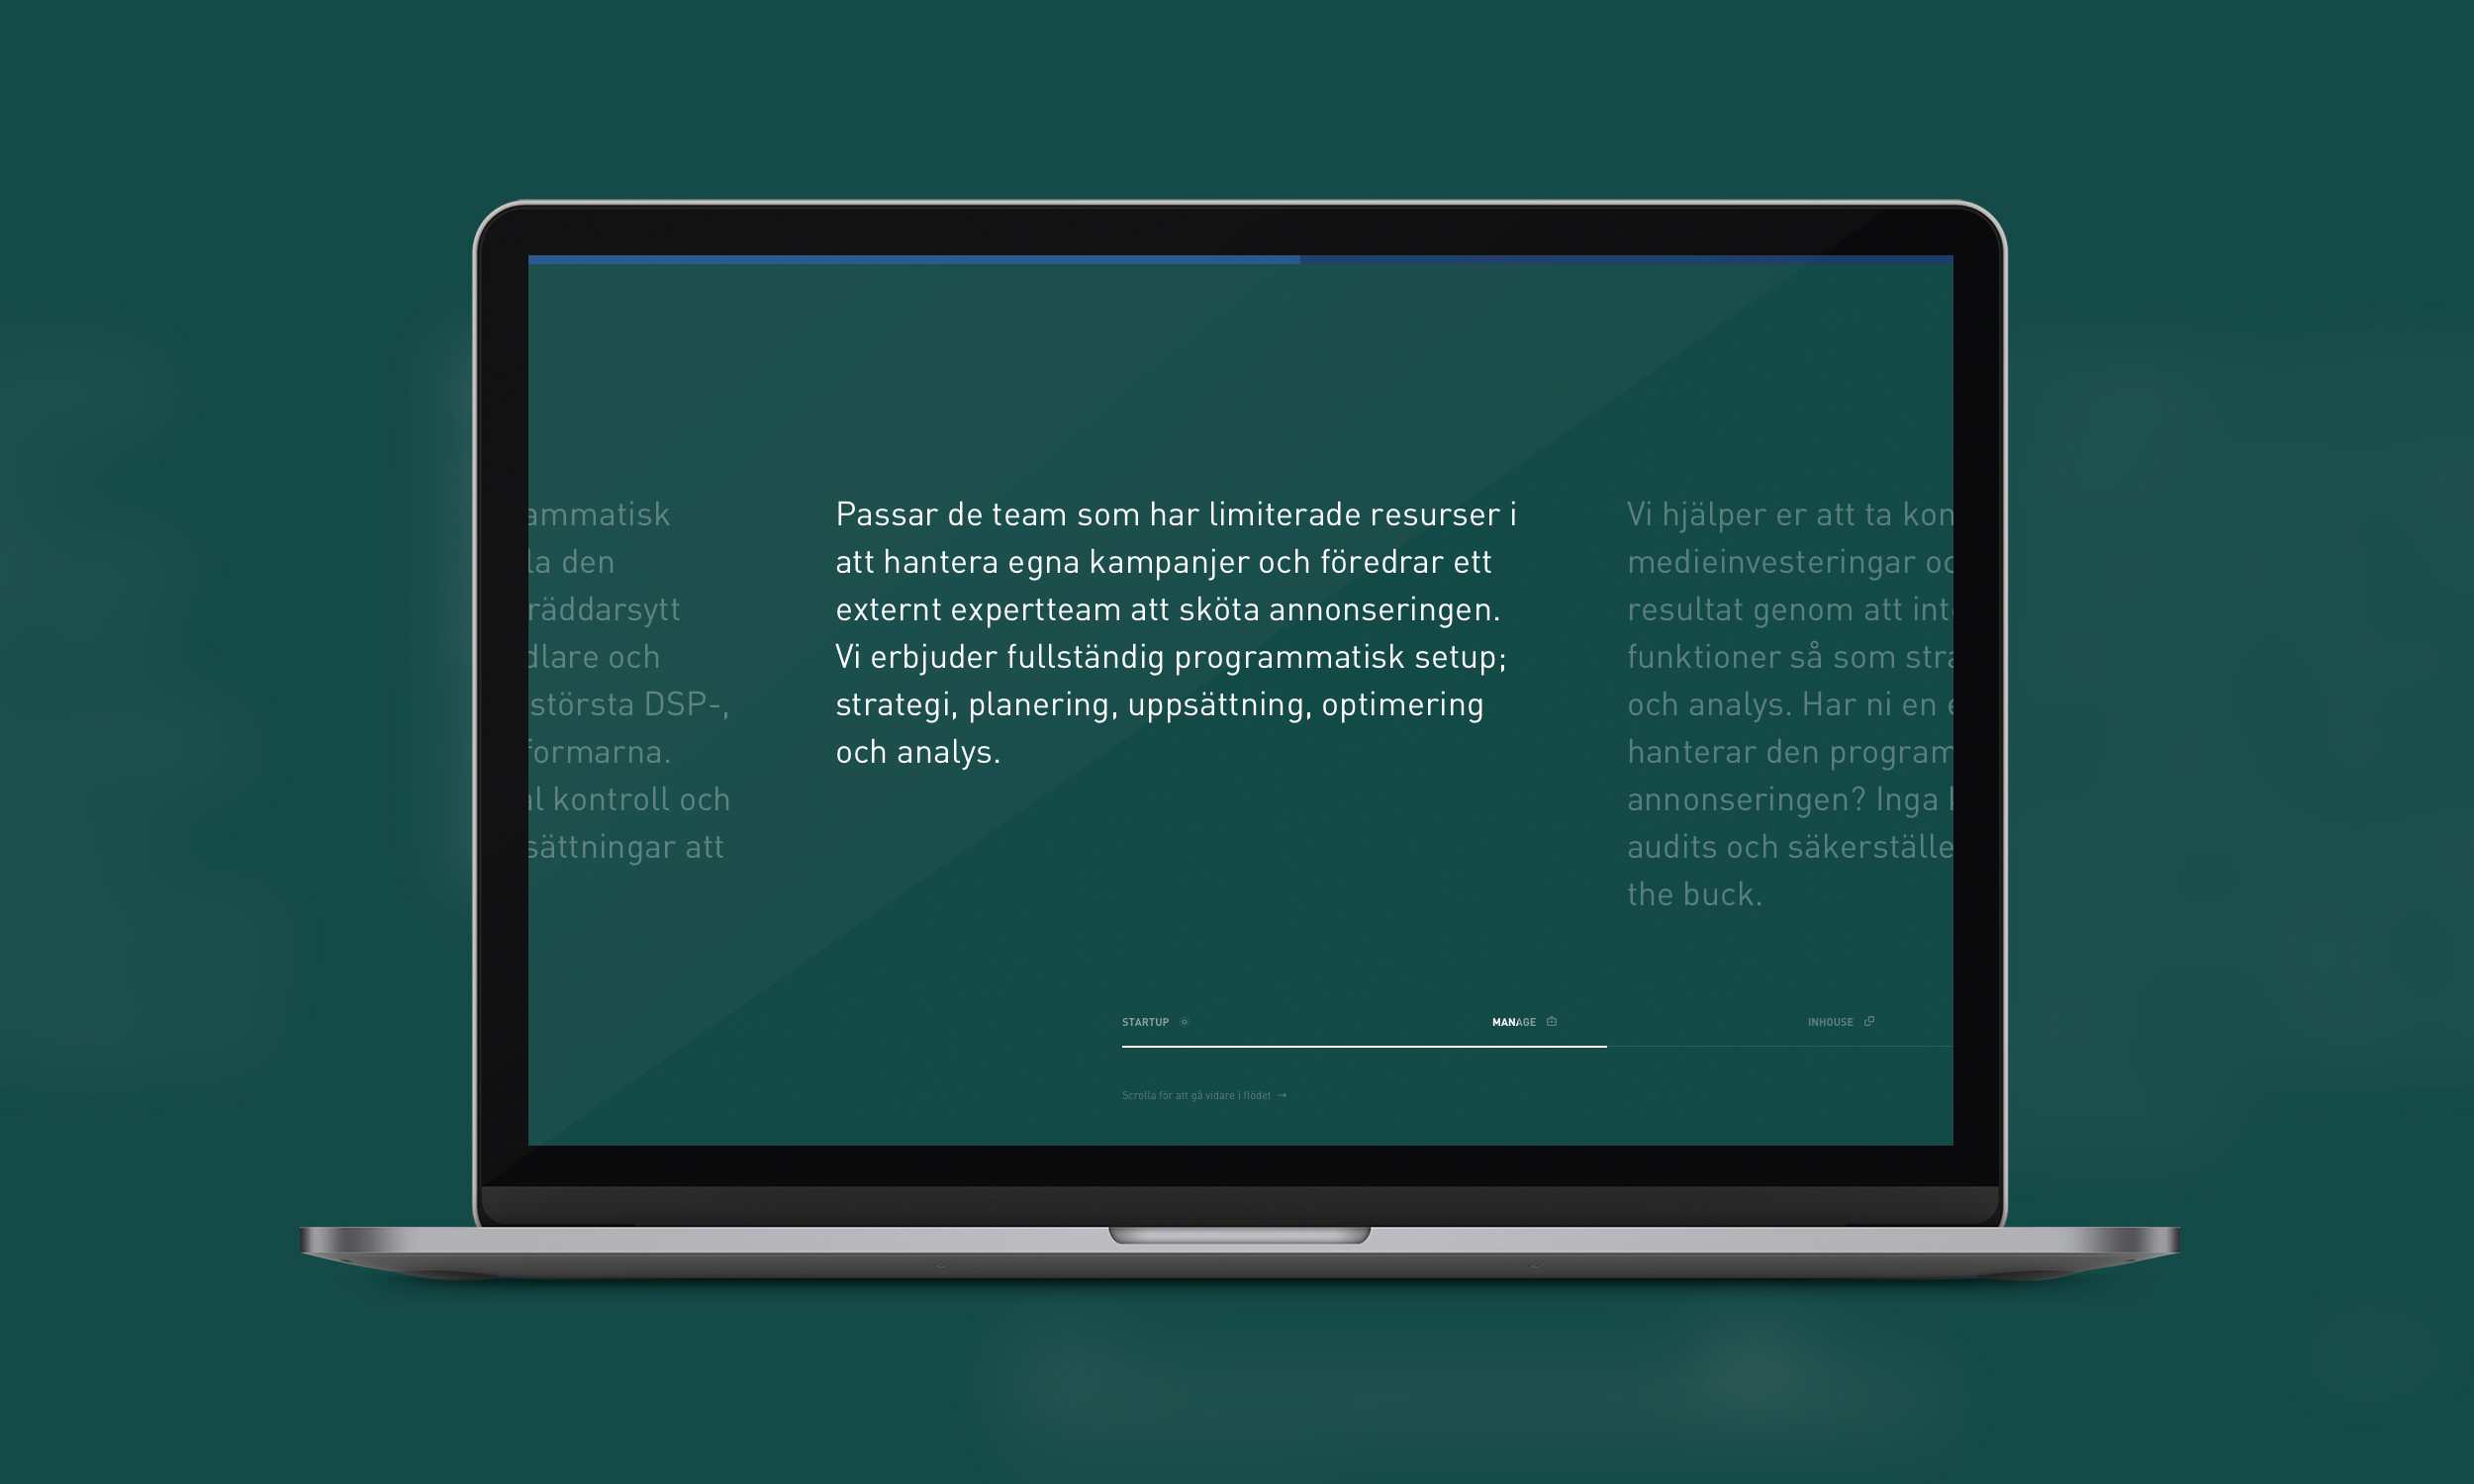 ammatisk
la den
räddarsytt
dlare och
största DSP-,
formarna.
al kontroll och
sättningar att
Passar de team som har limiterade resurser i
att hantera egna kampanjer och föredrar ett
externt expertteam att sköta annonseringen.
Vi erbjuder fullständig programmatisk setup;
strategi, planering, uppsättning, optimering
och analys.
Vi hjälper er att ta kon
medieinvesteringar oc
resultat genom att inte
funktioner så som stra
och analys. Har ni en e
hanterar den program
annonseringen? Inga k
audits och säkerställe
the buck.
STARTUP
MANAGE
INHOUSE
Scrolla för att gå vidare i flödet →